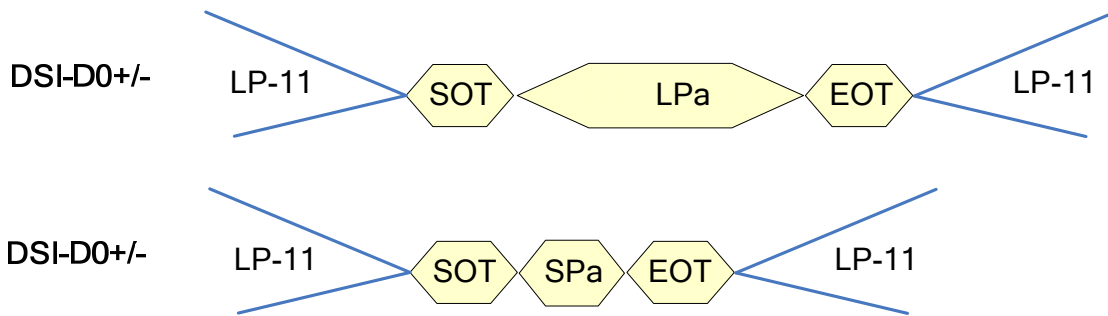 DSI-D0+/- LP-11 SOT LPa EOT LP-11
DSI-D0+/- LP-11 SOT SPa EOT LP-11